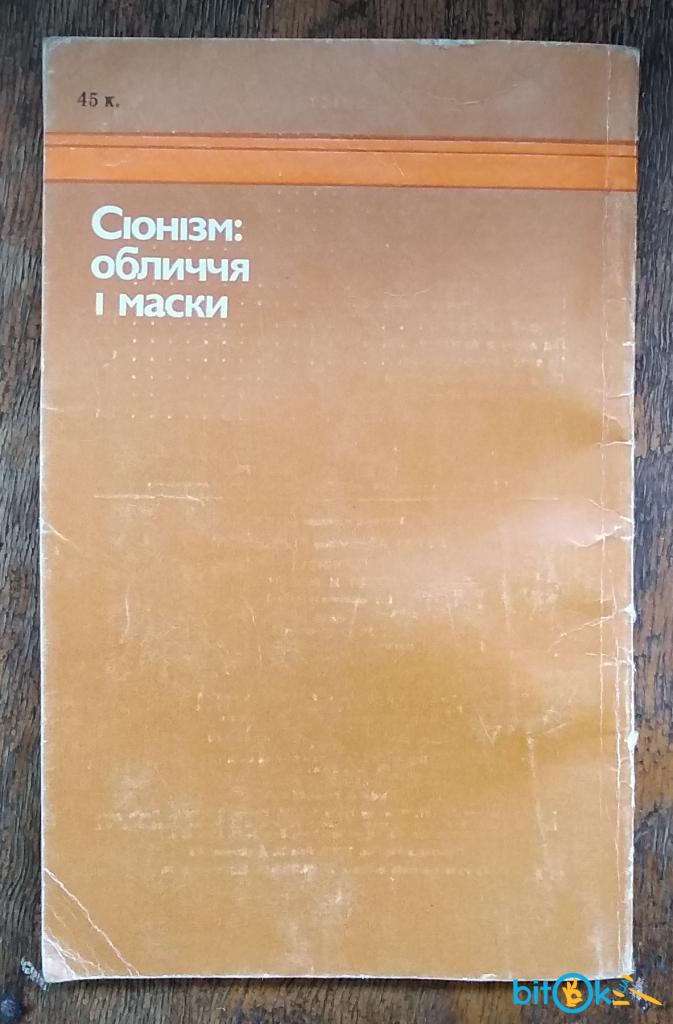 45 к.
Сіонізм:
обличчя
і маски
bitok